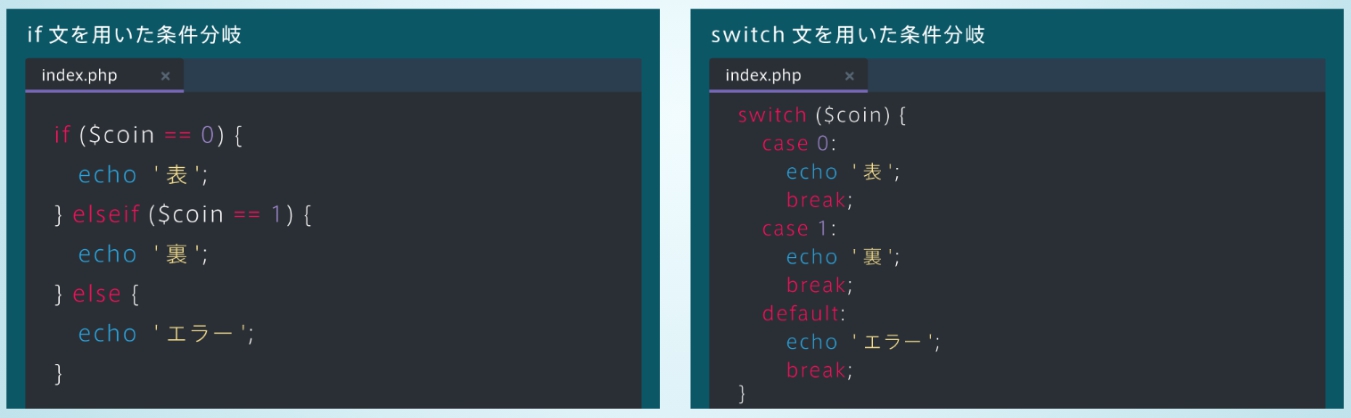 if 文を用いた条件分岐
index.php ×
if ($coin == 0) {
echo '表';
} elseif ($coin == 1) {
echo '裏';
} else {
echo 'エラー';
}
switch 文を用いた条件分岐
index.php ×
switch ($coin) {
case 0:
echo '表';
break;
case 1:
echo '裏';
break;
default:
echo 'エラー';
break;
}